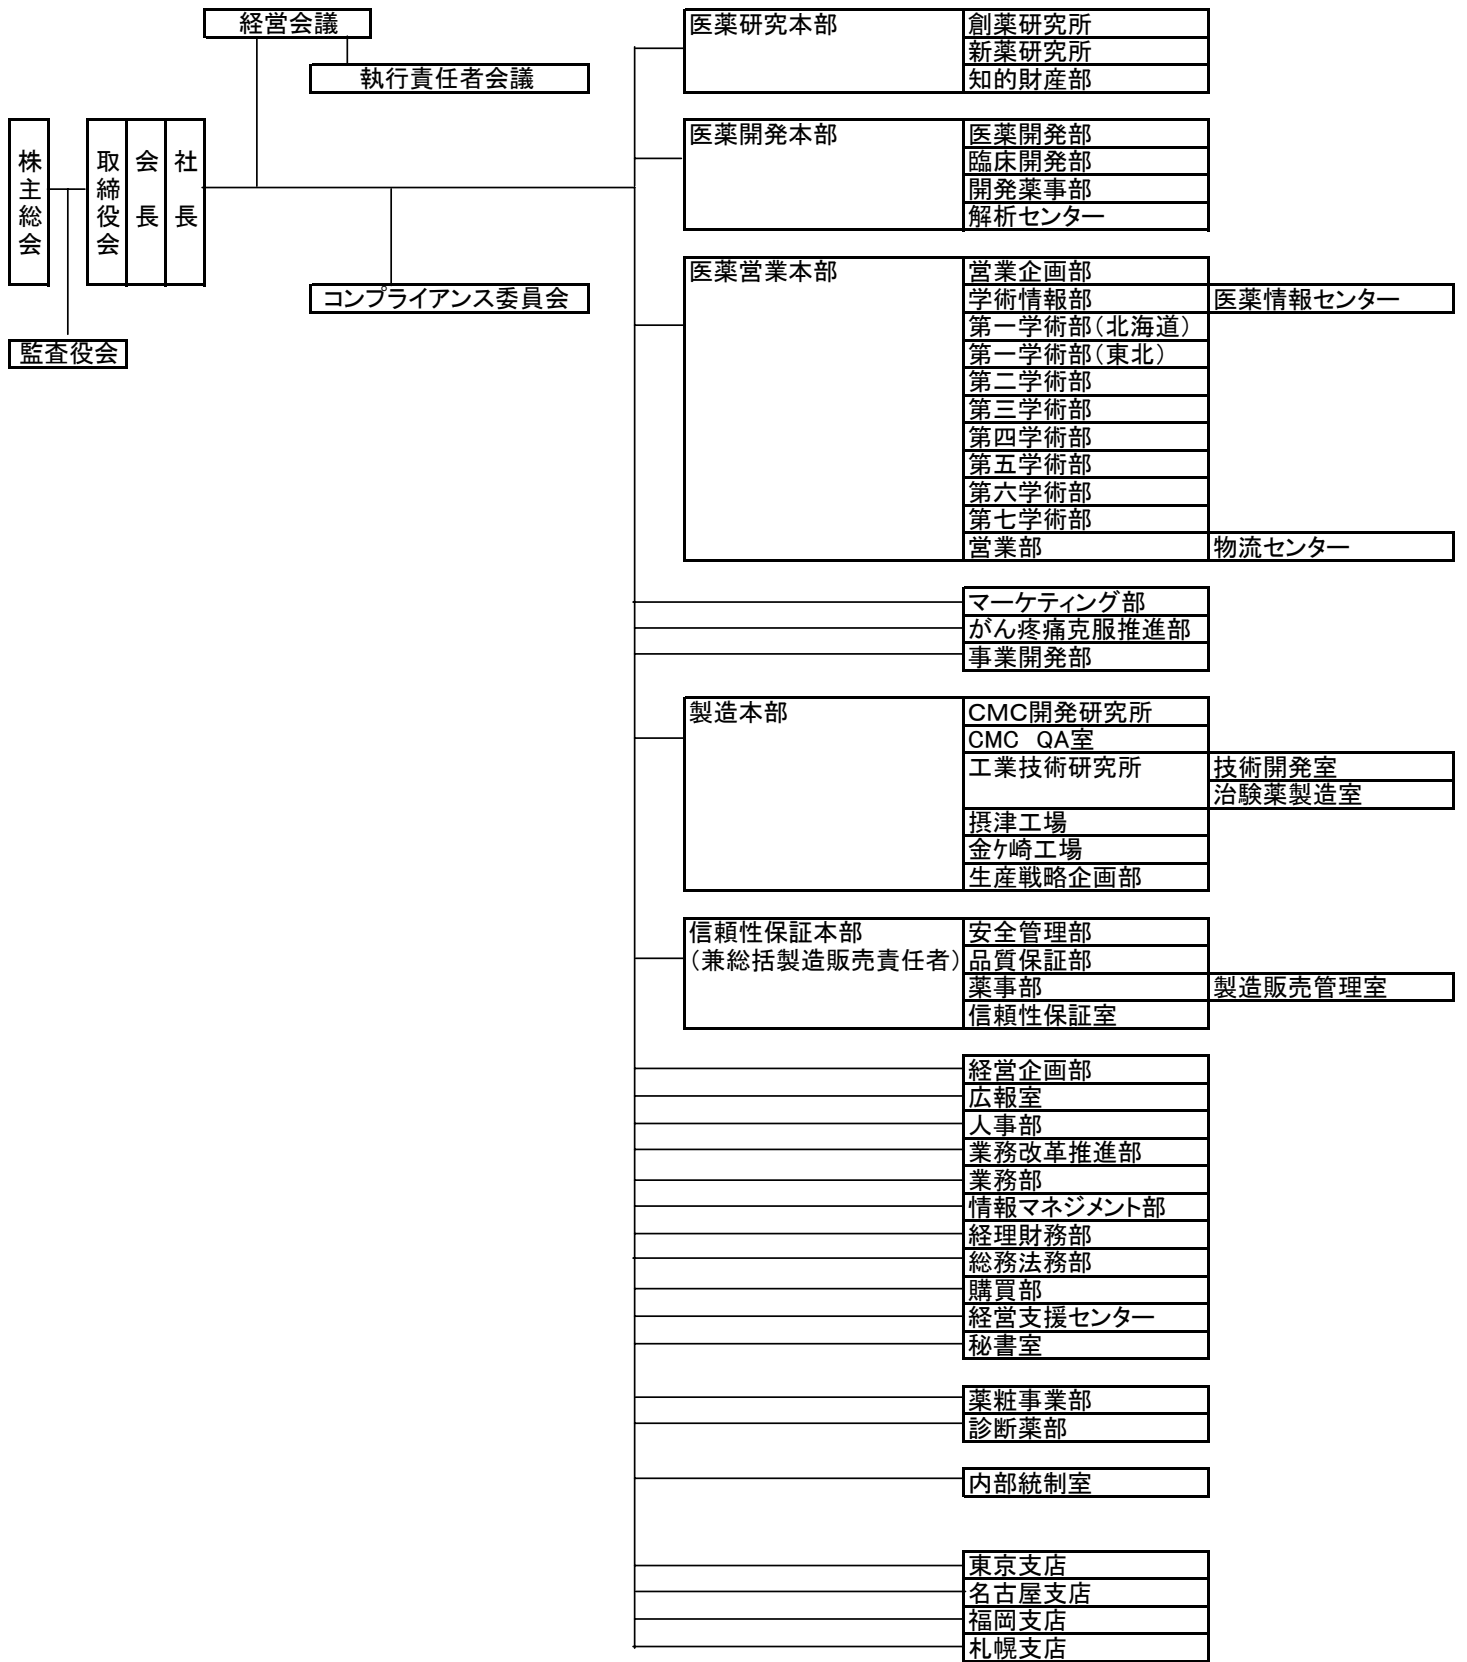 経営会議
執行責任者会議
株主総会
取締役会
会長
社長
コンプライアンス委員会
監査役会
医薬研究本部
創薬研究所
新薬研究所
知的財産部
医薬開発本部
医薬開発部
臨床開発部
開発薬事部
解析センター
医薬営業本部
営業企画部
学術情報部
医薬情報センター
第一学術部（北海道）
第一学術部（東北）
第二学術部
第三学術部
第四学術部
第五学術部
第六学術部
第七学術部
営業部
物流センター
マーケティング部
がん疼痛克服推進部
事業開発部
製造本部
CMC開発研究所
CMC　QA室
工業技術研究所
技術開発室
治験薬製造室
摂津工場
金ケ崎工場
生産戦略企画部
信頼性保証本部
（兼総括製造販売責任者）
安全管理部
品質保証部
薬事部
製造販売管理室
信頼性保証室
経営企画部
広報室
人事部
業務改革推進部
業務部
情報マネジメント部
経理財務部
総務法務部
購買部
経営支援センター
秘書室
薬粧事業部
診断薬部
内部統制室
東京支店
名古屋支店
福岡支店
札幌支店